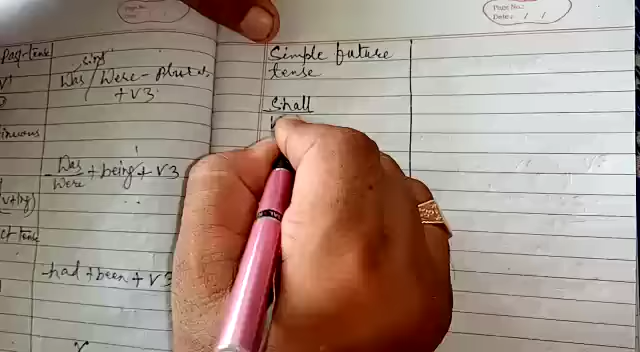 Page No.:
Date: / /
Past tense
sing
Was / Were - Plural
+ V3
Was
Were + being + V3
had + been + V3
Simple future
tense
Shall